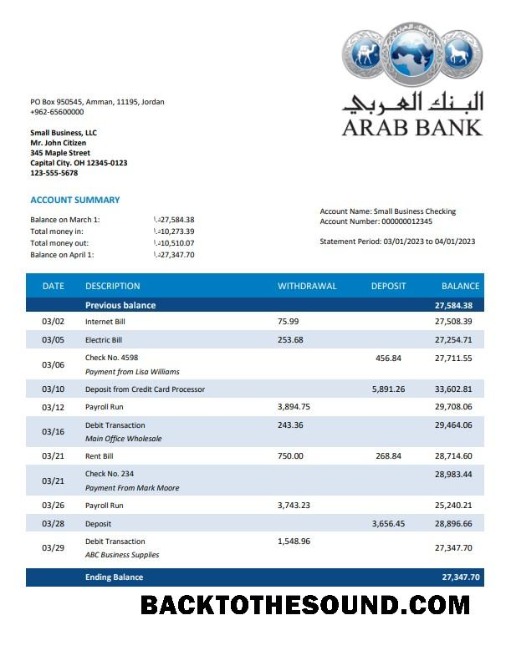 البنك العربي
ARAB BANK
PO Box 950545, Amman, 11195, Jordan
+962-65600000
Small Business, LLC
Mr. John Citizen
345 Maple Street
Capital City. OH 12345-0123
123-555-5678
ACCOUNT SUMMARY
Balance on March 1: 27,584.38
Total money in: 10,273.39
Total money out: 10,510.07
Balance on April 1: 27,347.70
Account Name: Small Business Checking
Account Number: 000000012345
Statement Period: 03/01/2023 to 04/01/2023
DATE DESCRIPTION WITHDRAWAL DEPOSIT BALANCE
Previous balance 27,584.38
03/02 Internet Bill 75.99 27,508.39
03/05 Electric Bill 253.68 27,254.71
03/06 Check No. 4598 456.84 27,711.55
Payment from Lisa Williams
03/10 Deposit from Credit Card Processor 5,891.26 33,602.81
03/12 Payroll Run 3,894.75 29,708.06
03/16 Debit Transaction 243.36 29,464.06
Main Office Wholesale
03/21 Rent Bill 750.00 268.84 28,714.60
03/21 Check No. 234 28,983.44
Payment From Mark Moore
03/26 Payroll Run 3,743.23 25,240.21
03/28 Deposit 3,656.45 28,896.66
03/29 Debit Transaction 1,548.96 27,347.70
ABC Business Supplies
Ending Balance 27,347.70
BACKTOTHESOUND.COM